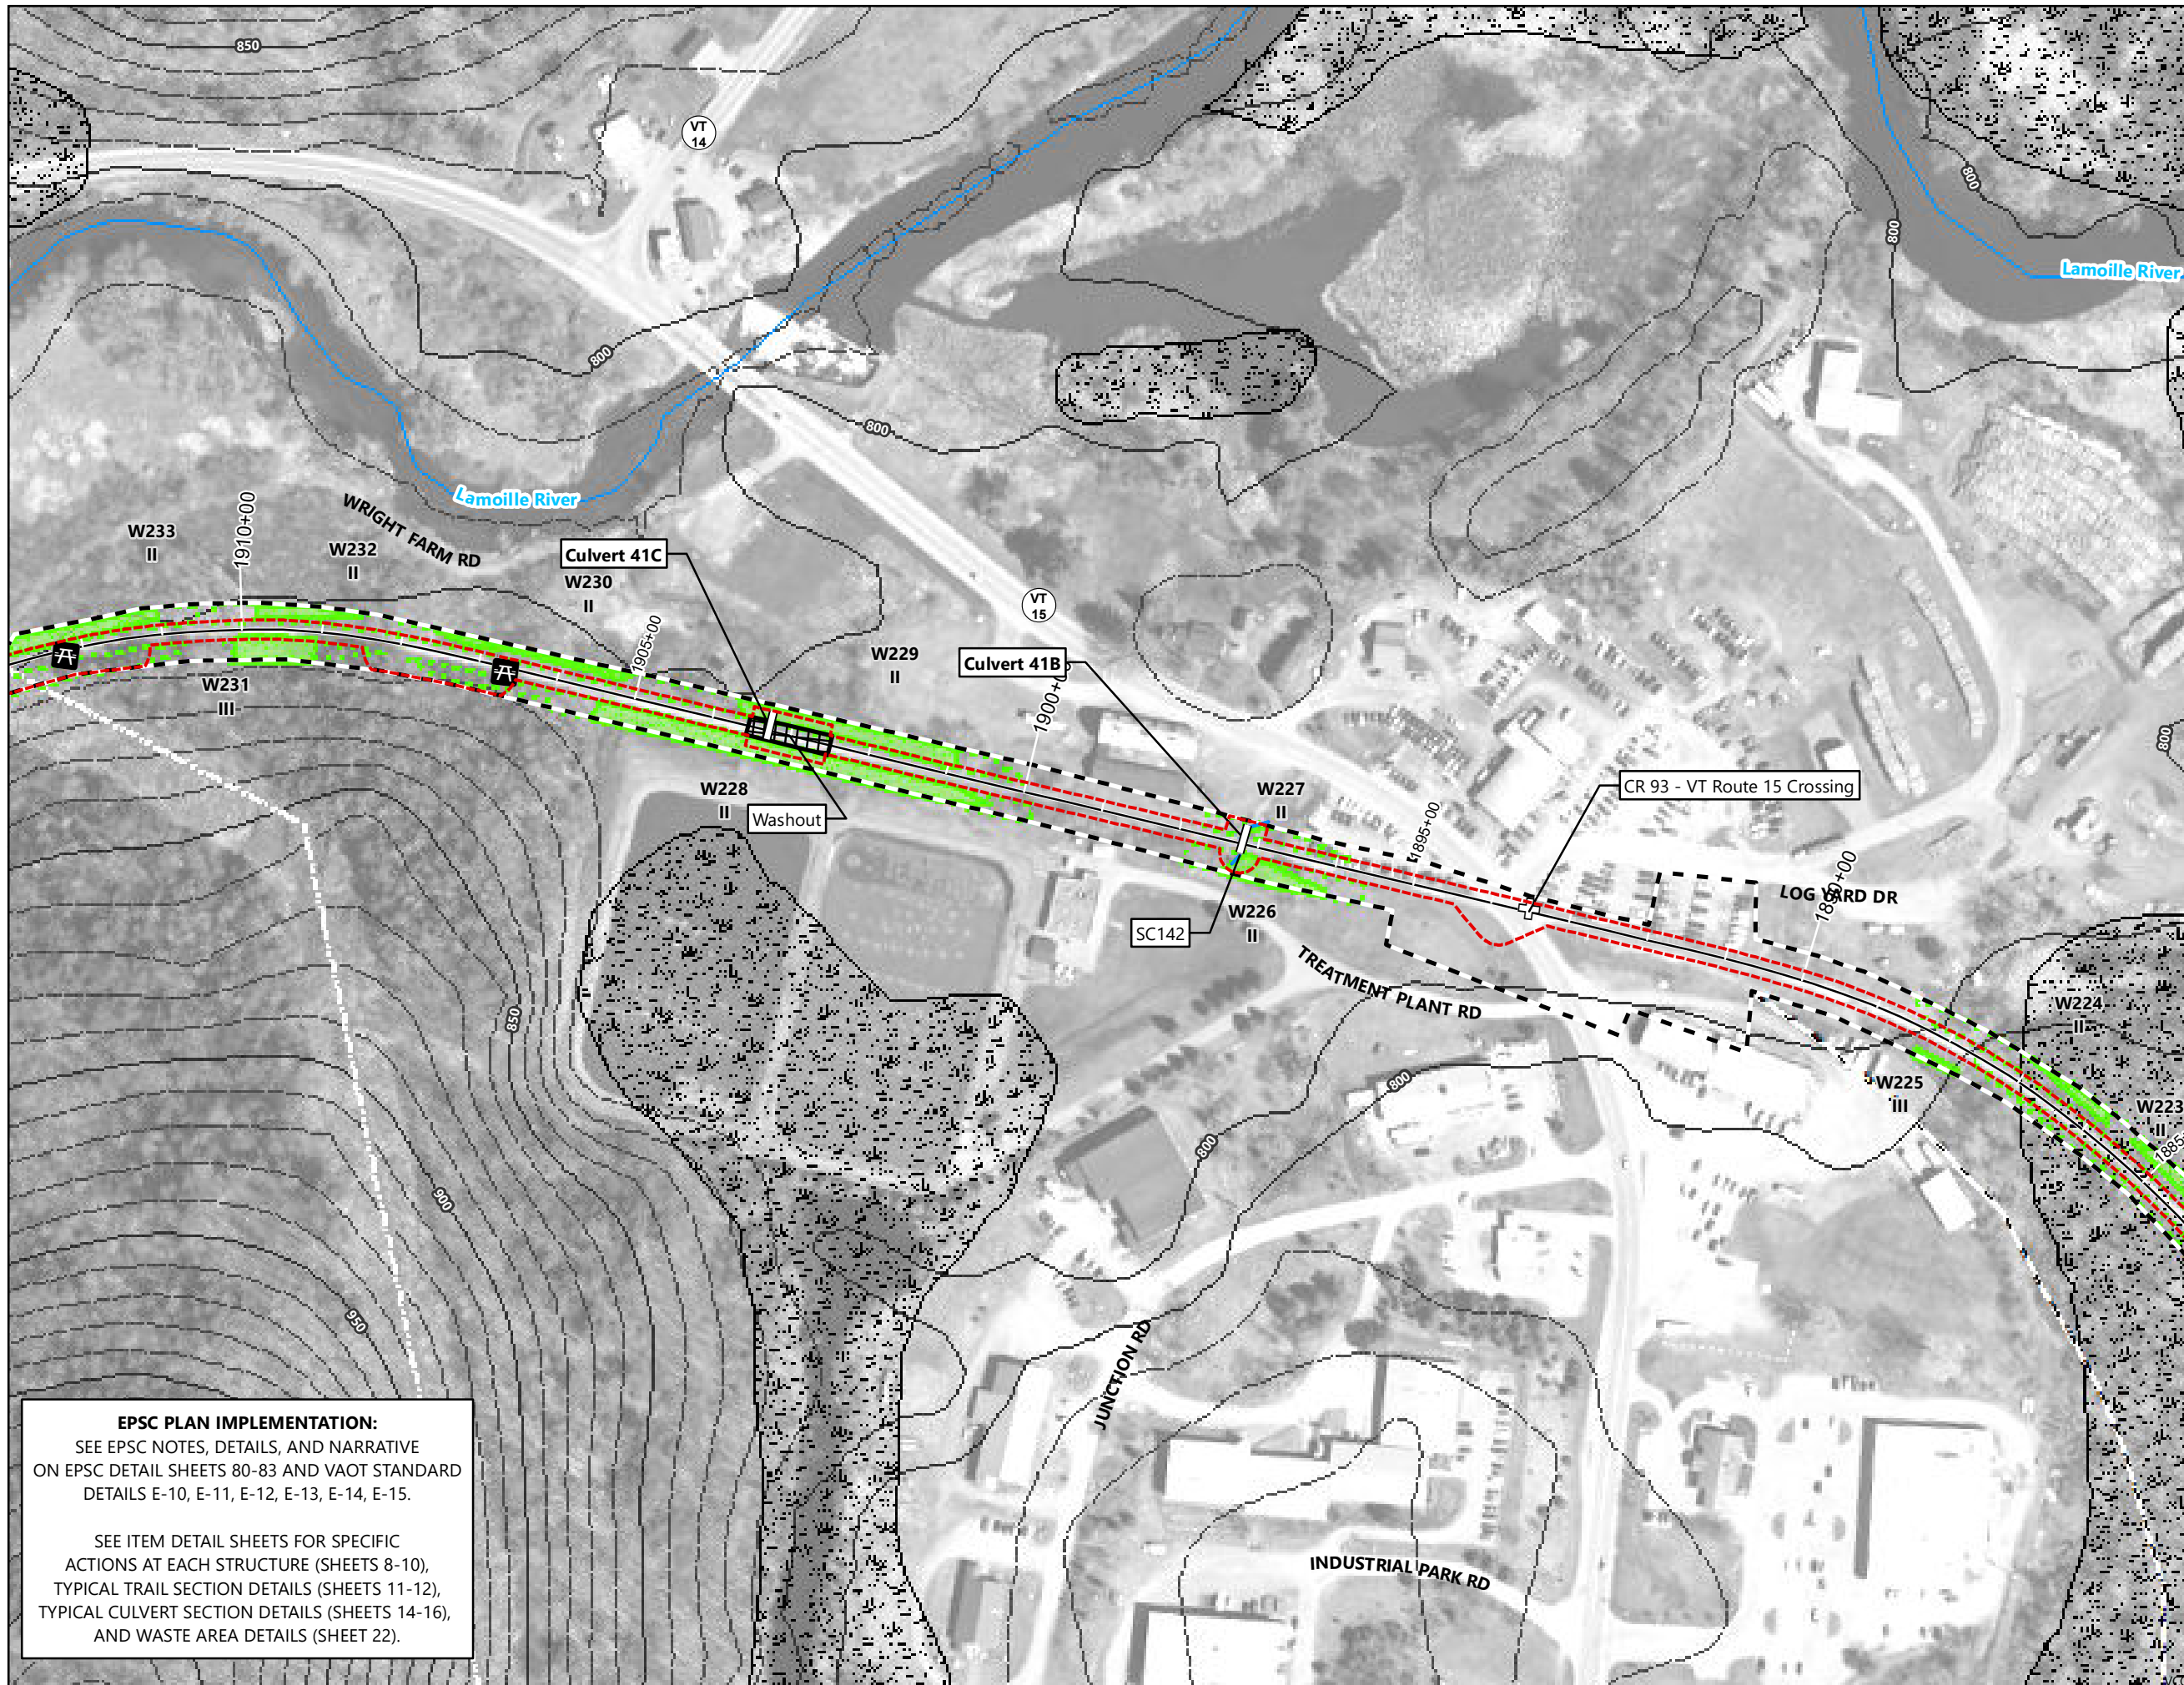 850
VT
14
800
800
Lamoille River
800
800
VT
15
Lamoille River
WRIGHT FARM RD
1910+00
W233
II
W232
II
W230
II
Culvert 41C
1905+00
W229
II
Culvert 41B
W231
III
W228
II
Washout
W227
II
CR 93 - VT Route 15 Crossing
800
1895+00
LOG YARD DR
1890+00
W226
II
SC142
TREATMENT PLANT RD
W224
II
W225
III
W223
II
850
800
800
900
950
JUNCTION RD
INDUSTRIAL PARK RD
EPSC PLAN IMPLEMENTATION:
SEE EPSC NOTES, DETAILS, AND NARRATIVE
ON EPSC DETAIL SHEETS 80-83 AND VAOT STANDARD
DETAILS E-10, E-11, E-12, E-13, E-14, E-15.
SEE ITEM DETAIL SHEETS FOR SPECIFIC
ACTIONS AT EACH STRUCTURE (SHEETS 8-10),
TYPICAL TRAIL SECTION DETAILS (SHEETS 11-12),
TYPICAL CULVERT SECTION DETAILS (SHEETS 14-16),
AND WASTE AREA DETAILS (SHEET 22).